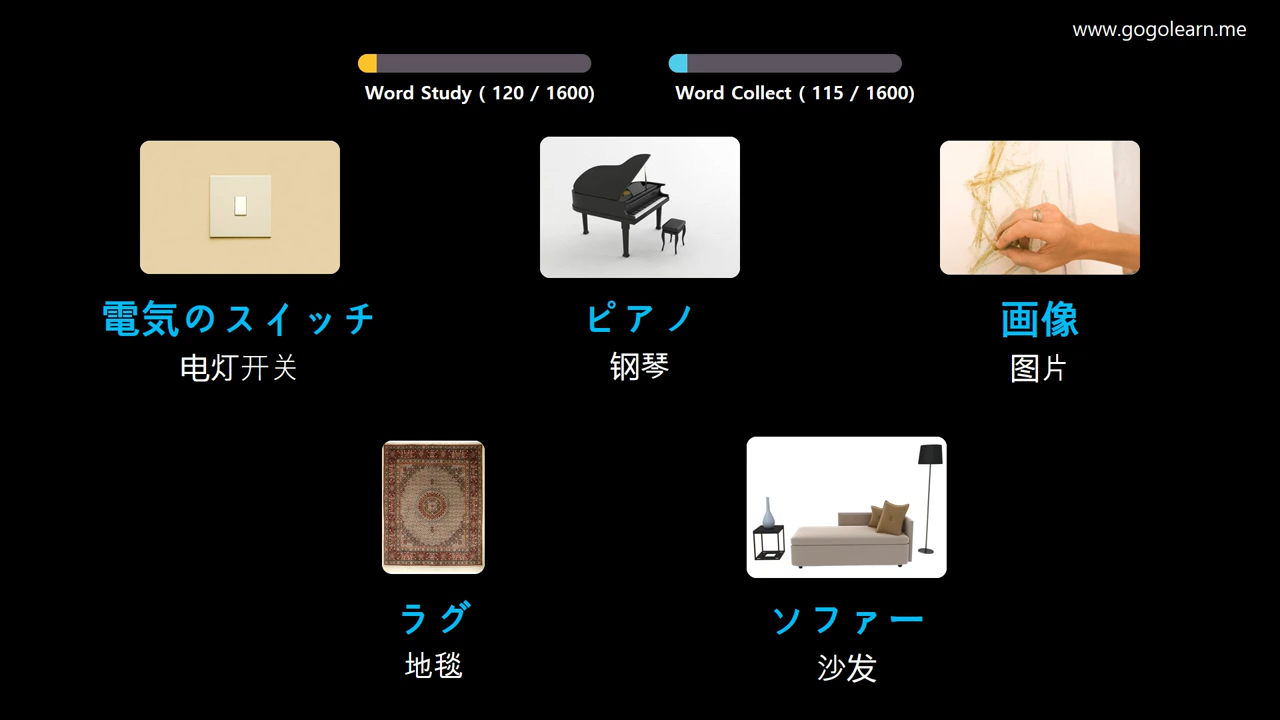 www.gogolearn.me
Word Study ( 120 / 1600)
Word Collect ( 115 / 1600)
電気のスイッチ
电灯开关
ピアノ
钢琴
画像
图片
ラグ
地毯
ソファー
沙发